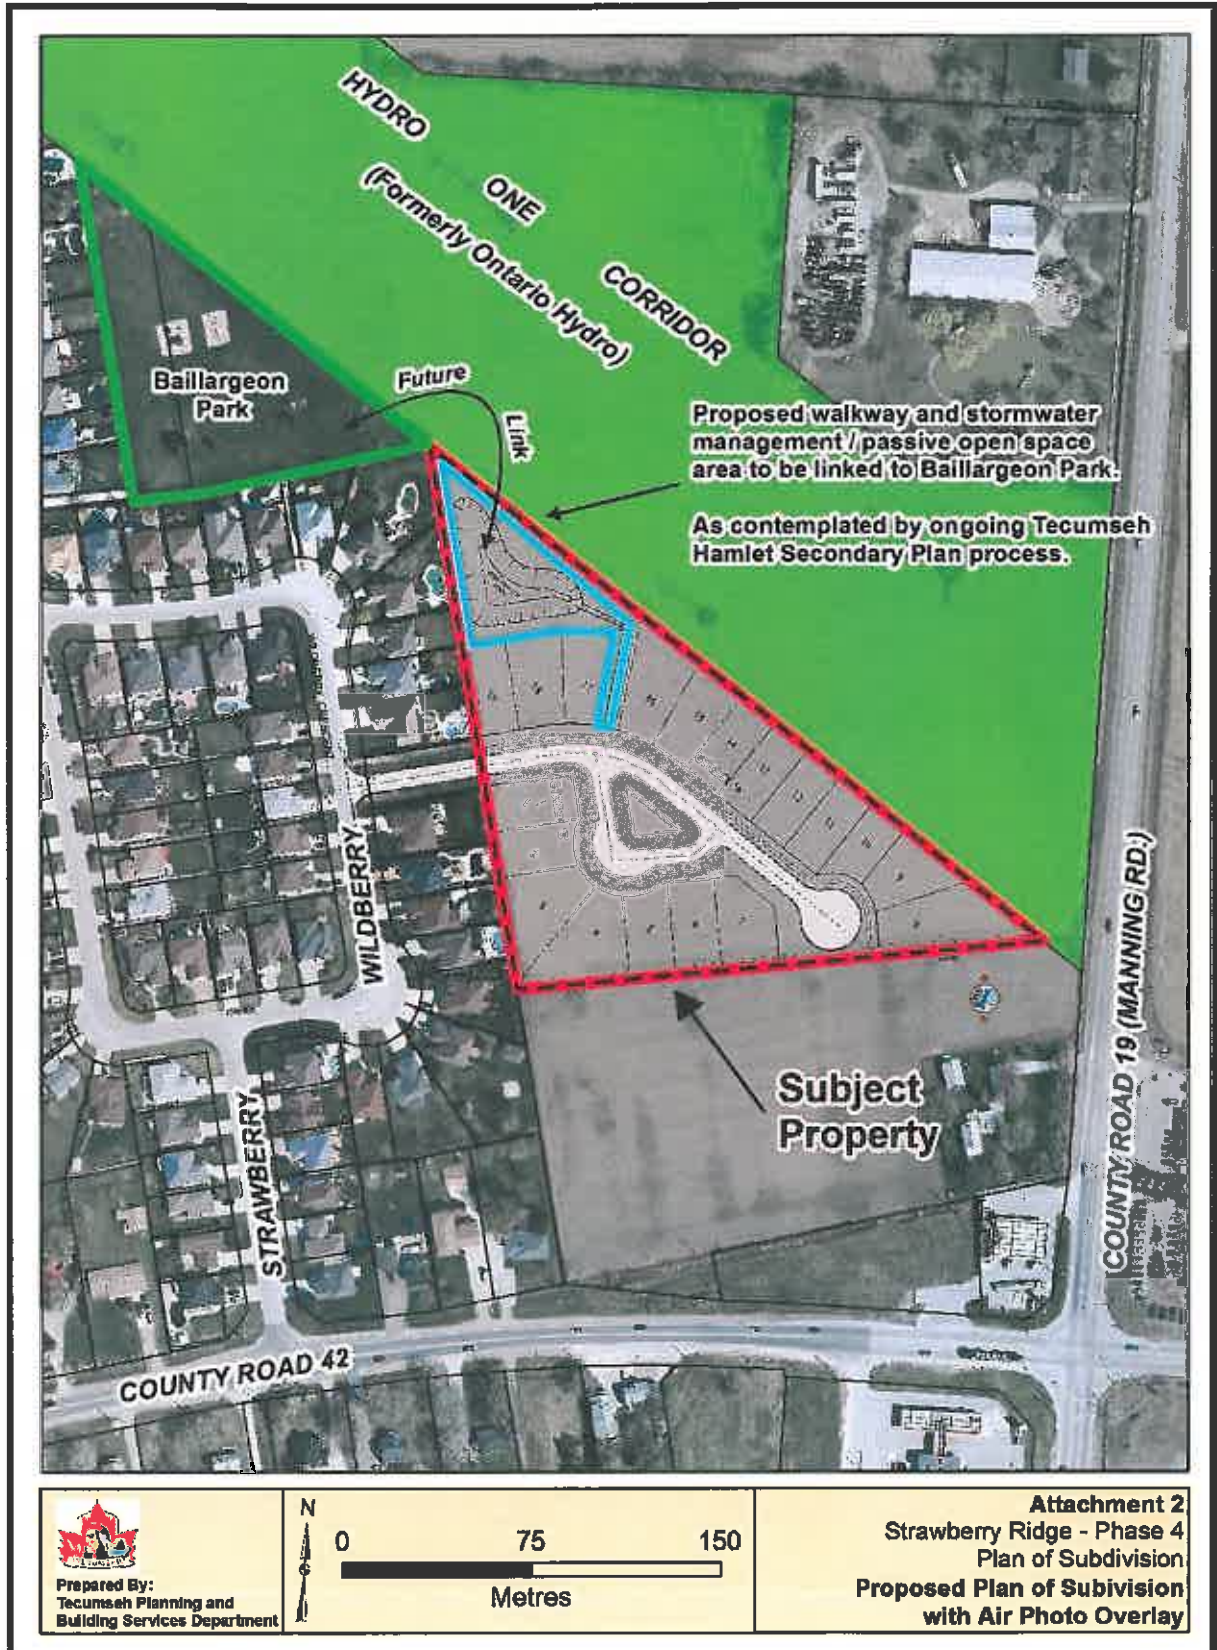 HYDRO
ONE
CORRIDOR
(Formerly Ontario Hydro)
Baillargeon
Park
Future
Link
Proposed walkway and stormwater
management / passive open space
area to be linked to Baillargeon Park.
As contemplated by ongoing Tecumseh
Hamlet Secondary Plan process.
WILDBERRY
STRAWBERRY
Subject
Property
COUNTY ROAD 19 (MANNING RD.)
COUNTY ROAD 42
Prepared By:
Tecumseh Planning and
Building Services Department
N
0 75 150
Metres
Attachment 2
Strawberry Ridge - Phase 4
Plan of Subdivision
Proposed Plan of Subivision
with Air Photo Overlay